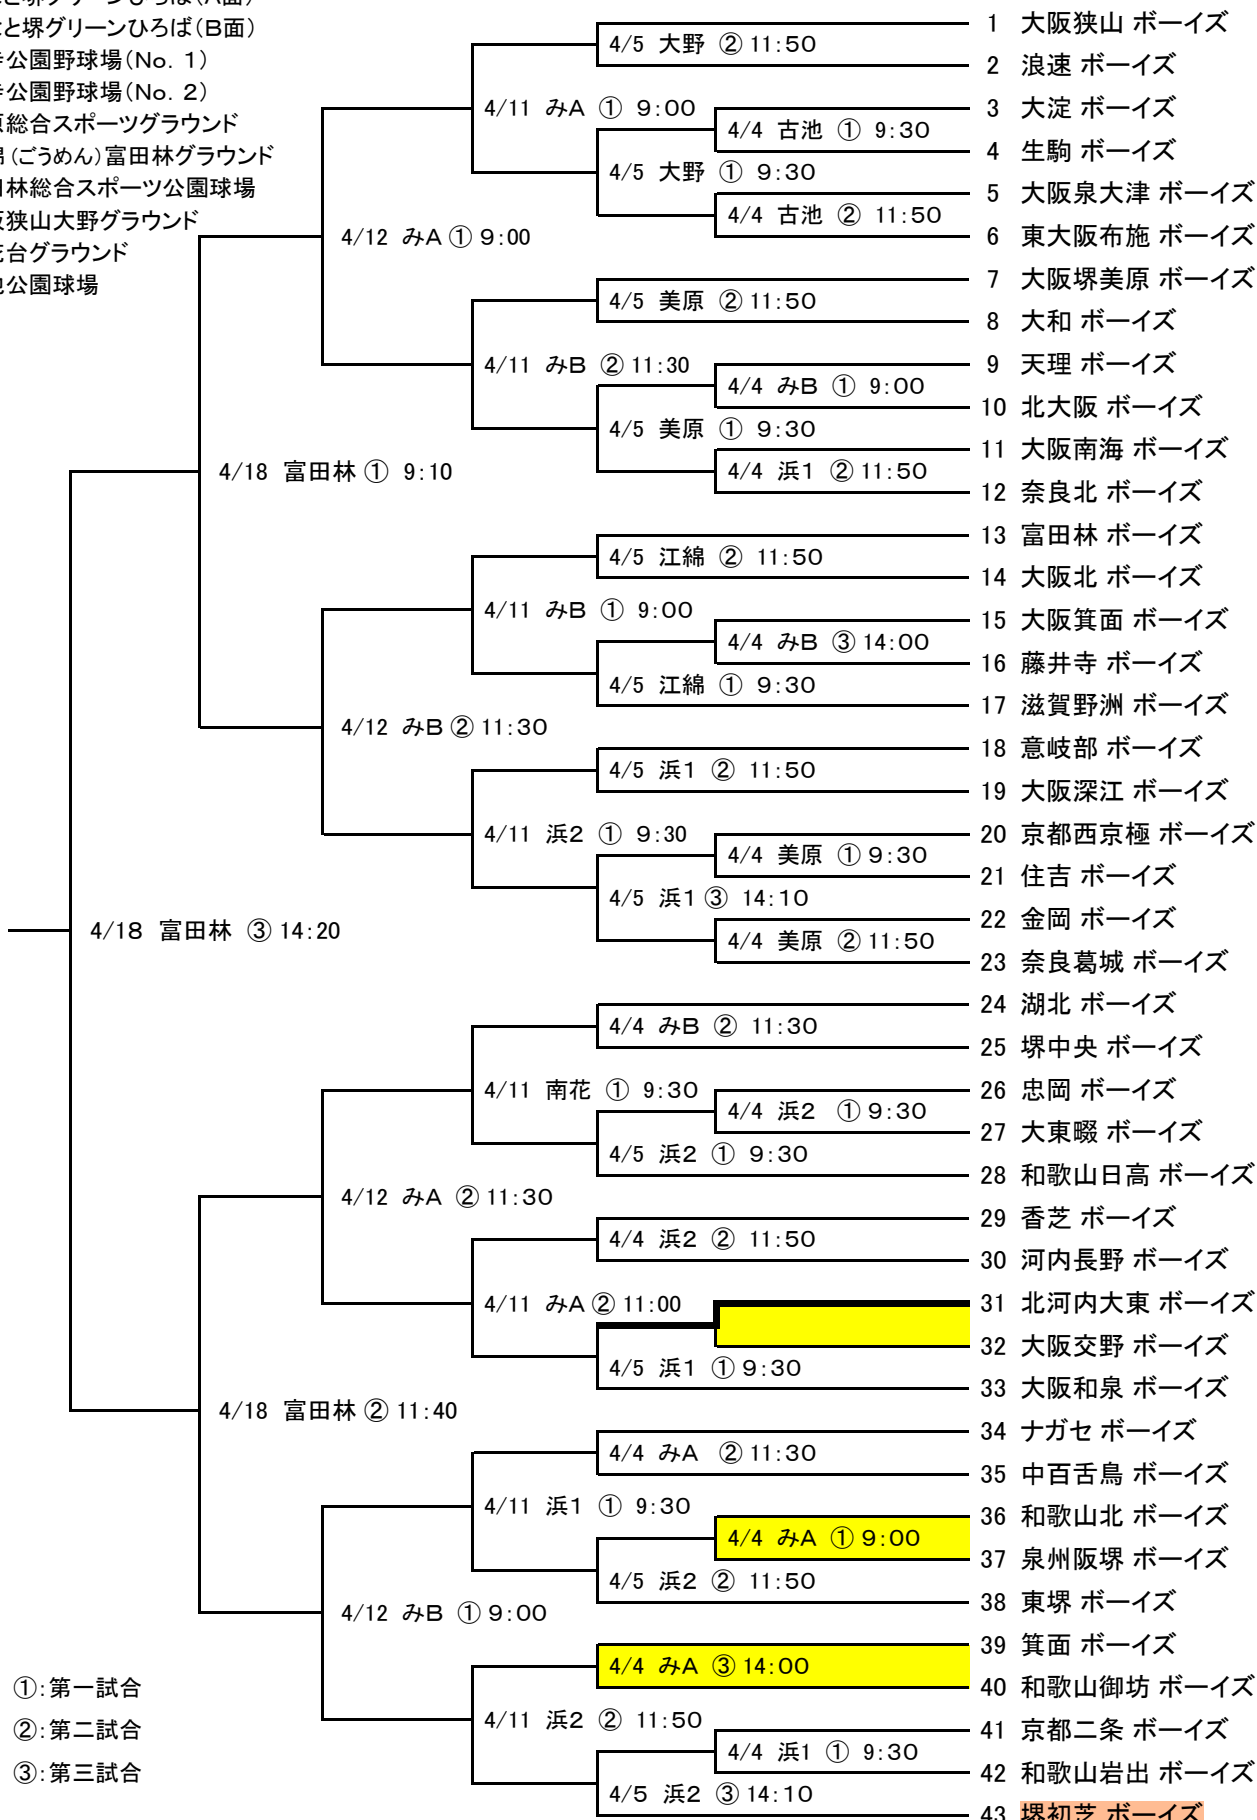 堺グリーンひろば(A面)
と堺グリーンひろば(B面)
公園野球場(No. 1)
公園野球場(No. 2)
総合スポーツグラウンド
(ごうめん)富田林グラウンド
林総合スポーツ公園球場
狭山大野グラウンド
台グラウンド
公園球場
1 大阪狭山 ボーイズ
4/5 大野 ② 11:50
2 浪速 ボーイズ
4/11 みA ① 9:00
3 大淀 ボーイズ
4/4 古池 ① 9:30
4 生駒 ボーイズ
4/5 大野 ① 9:30
5 大阪泉大津 ボーイズ
4/4 古池 ② 11:50
6 東大阪布施 ボーイズ
4/12 みA ① 9:00
7 大阪堺美原 ボーイズ
4/5 美原 ② 11:50
8 大和 ボーイズ
4/11 みB ② 11:30
9 天理 ボーイズ
4/4 みB ① 9:00
10 北大阪 ボーイズ
4/5 美原 ① 9:30
11 大阪南海 ボーイズ
4/4 浜1 ② 11:50
12 奈良北 ボーイズ
4/18 富田林 ① 9:10
13 富田林 ボーイズ
4/5 江綿 ② 11:50
14 大阪北 ボーイズ
4/11 みB ① 9:00
15 大阪箕面 ボーイズ
4/4 みB ③ 14:00
16 藤井寺 ボーイズ
4/5 江綿 ① 9:30
17 滋賀野洲 ボーイズ
4/12 みB ② 11:30
18 意岐部 ボーイズ
4/5 浜1 ② 11:50
19 大阪深江 ボーイズ
4/11 浜2 ① 9:30
20 京都西京極 ボーイズ
4/4 美原 ① 9:30
21 住吉 ボーイズ
4/5 浜1 ③ 14:10
22 金岡 ボーイズ
4/4 美原 ② 11:50
23 奈良葛城 ボーイズ
4/18 富田林 ③ 14:20
24 湖北 ボーイズ
4/4 みB ② 11:30
25 堺中央 ボーイズ
4/11 南花 ① 9:30
26 忠岡 ボーイズ
4/4 浜2 ① 9:30
27 大東畷 ボーイズ
4/5 浜2 ① 9:30
28 和歌山日高 ボーイズ
4/12 みA ② 11:30
29 香芝 ボーイズ
4/4 浜2 ② 11:50
30 河内長野 ボーイズ
4/11 みA ② 11:00
31 北河内大東 ボーイズ
32 大阪交野 ボーイズ
4/5 浜1 ① 9:30
33 大阪和泉 ボーイズ
4/18 富田林 ② 11:40
34 ナガセ ボーイズ
4/4 みA ② 11:30
35 中百舌鳥 ボーイズ
4/11 浜1 ① 9:30
36 和歌山北 ボーイズ
4/4 みA ① 9:00
37 泉州阪堺 ボーイズ
4/5 浜2 ② 11:50
38 東堺 ボーイズ
4/12 みB ① 9:00
39 箕面 ボーイズ
4/4 みA ③ 14:00
40 和歌山御坊 ボーイズ
4/11 浜2 ② 11:50
41 京都二条 ボーイズ
4/4 浜1 ① 9:30
42 和歌山岩出 ボーイズ
4/5 浜2 ③ 14:10
43 堺初芝 ボーイズ
①:第一試合
②:第二試合
③:第三試合